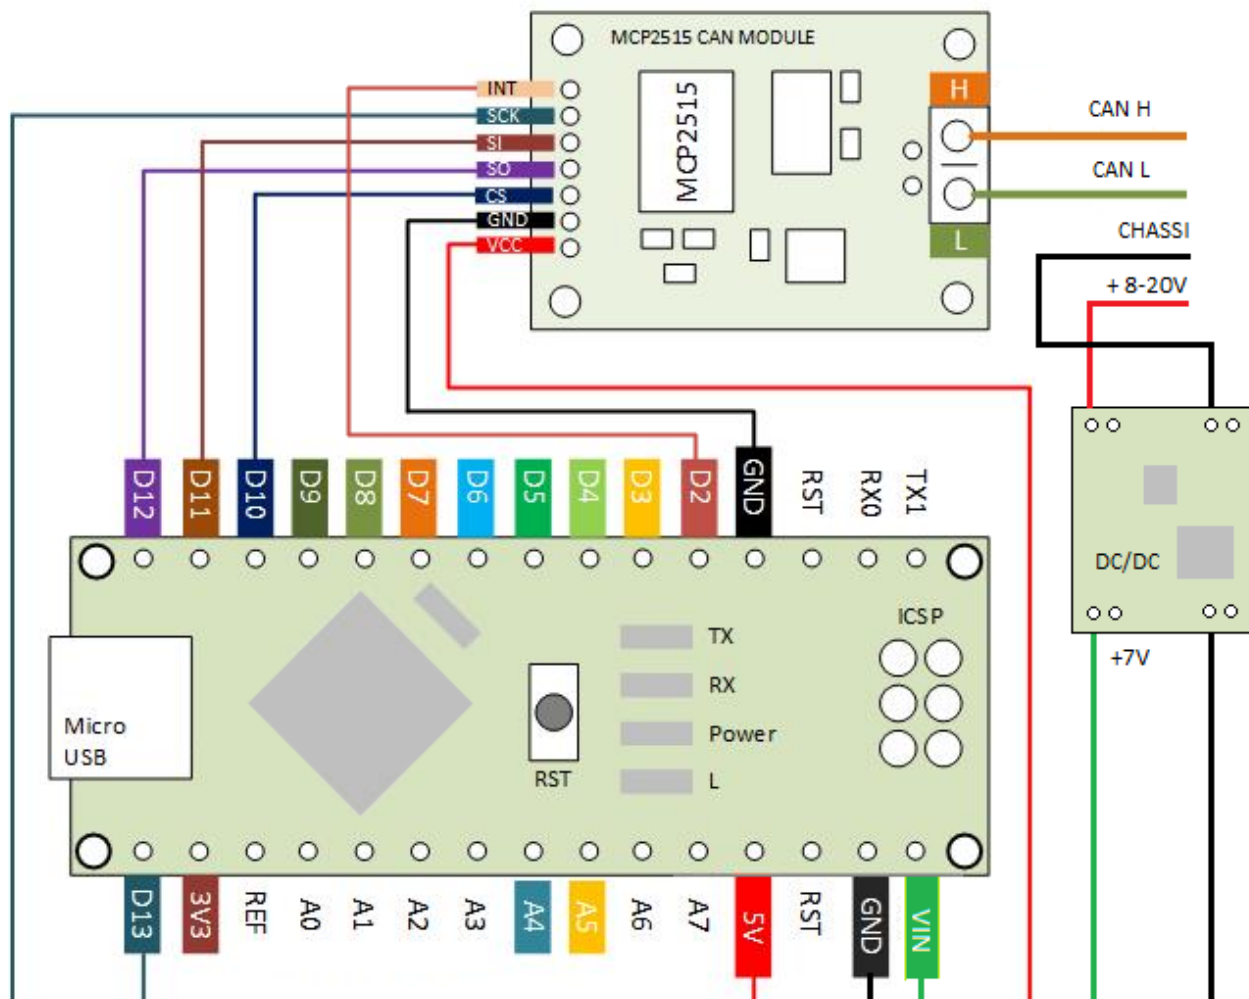 MCP2515 CAN MODULE
INT
SCK
SI
SO
CS
GND
VCC
MCP2515
H
L
CAN H
CAN L
CHASSI
+ 8-20V
D12
D11
D10
D9
D8
D7
D6
D5
D4
D3
D2
GND
RST
RX0
TX1
DC/DC
+7V
Micro
USB
RST
TX
RX
Power
L
ICSP
D13
3V3
REF
A0
A1
A2
A3
A4
A5
A6
A7
5V
RST
GND
VIN